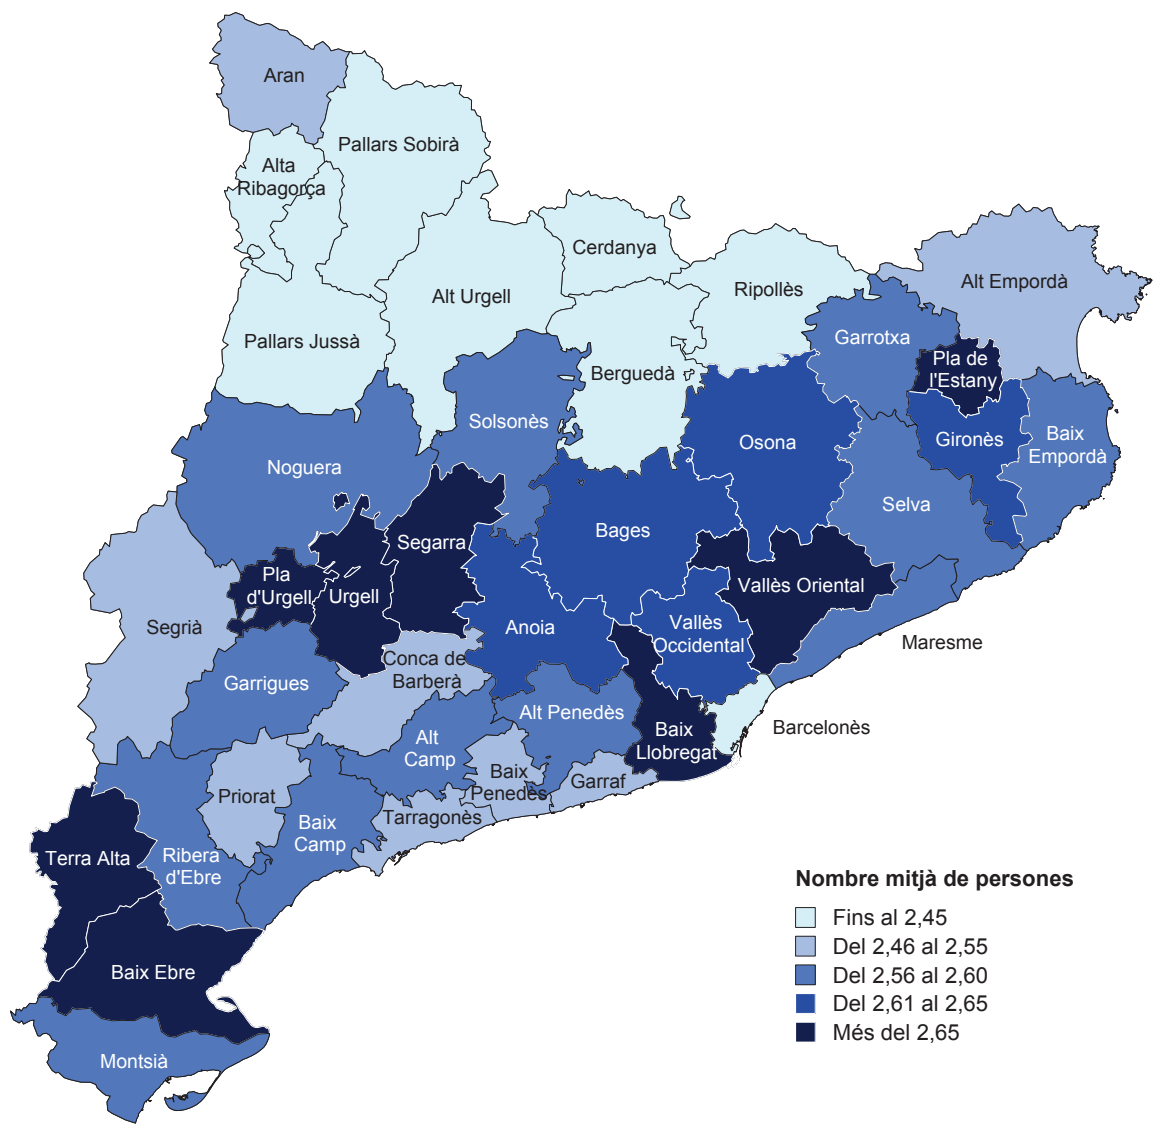 Aran
Pallars Sobirà
Alta
Ribagorça
Cerdanya
Alt Urgell
Ripollès
Alt Empordà
Pallars Jussà
Garrotxa
Berguedà
Pla de
l'Estany
Solsonès
Osona
Gironès
Baix
Empordà
Noguera
Selva
Bages
Segarra
Pla
d'Urgell
Urgell
Vallès Oriental
Segrià
Anoia
Vallès
Occidental
Maresme
Conca de
Barberà
Garrigues
Alt Penedès
Barcelonès
Baix
Llobregat
Alt
Camp
Baix
Penedès
Garraf
Priorat
Tarragonès
Baix
Camp
Terra Alta
Ribera
d'Ebre
Baix Ebre
Montsià
Nombre mitjà de persones
Fins al 2,45
Del 2,46 al 2,55
Del 2,56 al 2,60
Del 2,61 al 2,65
Més del 2,65